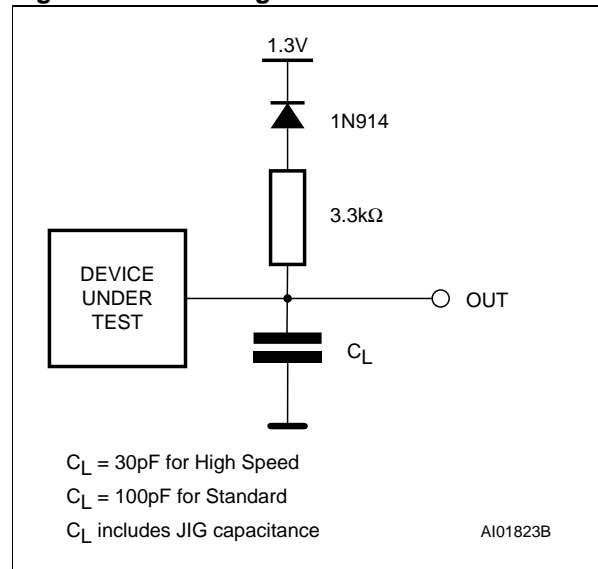 1.3V
1N914
3.3kΩ
DEVICE
UNDER
TEST
OUT
CL
CL = 30pF for High Speed
CL = 100pF for Standard
CL includes JIG capacitance
AI01823B